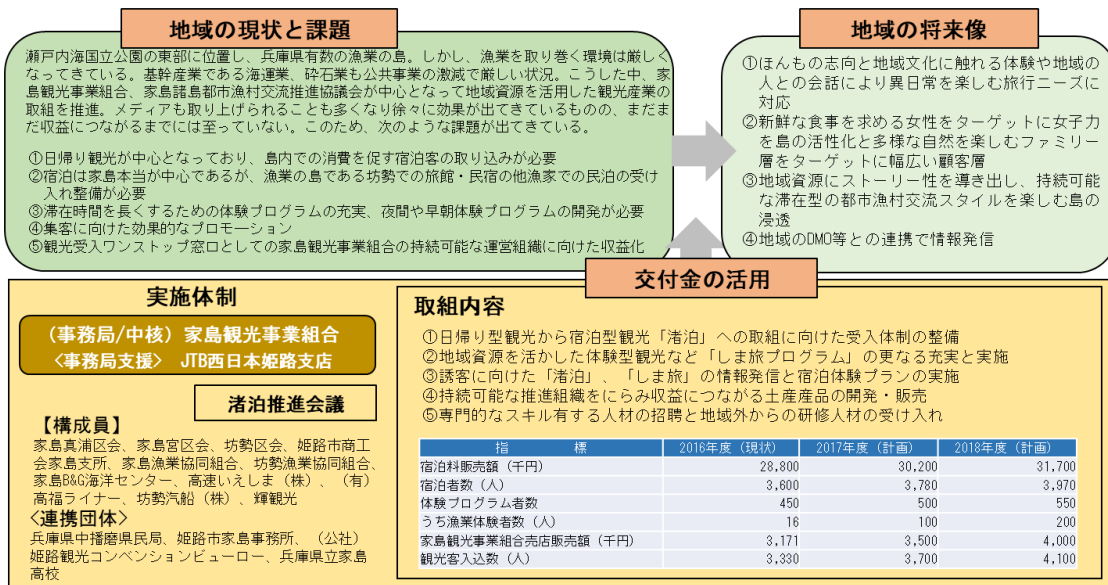 地域の現状と課題
瀬戸内海国立公園の東部に位置し、兵庫県有数の漁業の島。しかし、漁業を取り巻く環境は厳しく
なってきている。基幹産業である海運業、砕石業も公共事業の激減で厳しい状況。こうした中、家
島観光事業組合、家島諸島都市漁村交流推進協議会が中心となって地域資源を活用した観光産業の
取組を推進。メディアも取り上げられることも多くなり徐々に効果が出てきているものの、まだま
だ収益につながるまでには至っていない。このため、次のような課題が出てきている。
①日帰り観光が中心となっており、島内での消費を促す宿泊客の取り込みが必要
②宿泊は家島本当が中心であるが、漁業の島である坊勢での旅館・民宿の他漁家での民泊の受け
入れ整備が必要
③滞在時間を長くするための体験プログラムの充実、夜間や早朝体験プログラムの開発が必要
④集客に向けた効果的なプロモーション
⑤観光受入ワンストップ窓口としての家島観光事業組合の持続可能な運営組織に向けた収益化
地域の将来像
①ほんもの志向と地域文化に触れる体験や地域の
人との会話により異日常を楽しむ旅行ニーズに
対応
②新鮮な食事を求める女性をターゲットに女子力
を島の活性化と多様な自然を楽しむファミリー
層をターゲットに幅広い顧客層
③地域資源にストーリー性を導き出し、持続可能
な滞在型の都市漁村交流スタイルを楽しむ島の
浸透
④地域のDMO等との連携で情報発信
交付金の活用
実施体制
（事務局/中核）家島観光事業組合
<事務局支援> JTB西日本姫路支店
渚泊推進会議
【構成員】
家島真浦区会、家島宮区会、坊勢区会、姫路市商工
会家島支所、家島漁業協同組合、坊勢漁業協同組合、
家島B&G海洋センター、高速いえしま（株）、（有）
高福ライナー、坊勢汽船（株）、輝観光
<連携団体>
兵庫県中播磨県民局、姫路市家島事務所、（公社）
姫路観光コンベンションビューロー、兵庫県立家島
高校
取組内容
①日帰り型観光から宿泊型観光「渚泊」への取組に向けた受入体制の整備
②地域資源を活かした体験型観光など「しま旅プログラム」の更なる充実と実施
③誘客に向けた「渚泊」、「しま旅」の情報発信と宿泊体験プランの実施
④持続可能な推進組織をにらみ収益につながる土産産品の開発・販売
⑤専門的なスキル有する人材の招聘と地域外からの研修人材の受け入れ
指 標 2016年度（現状） 2017年度（計画） 2018年度（計画）
宿泊料販売額（千円） 28,800 30,200 31,700
宿泊者数（人） 3,600 3,780 3,970
体験プログラム者数 450 500 550
うち漁業体験者数（人） 16 100 200
家島観光事業組合売店販売額（千円） 3,171 3,500 4,000
観光客入込数（人） 3,330 3,700 4,100